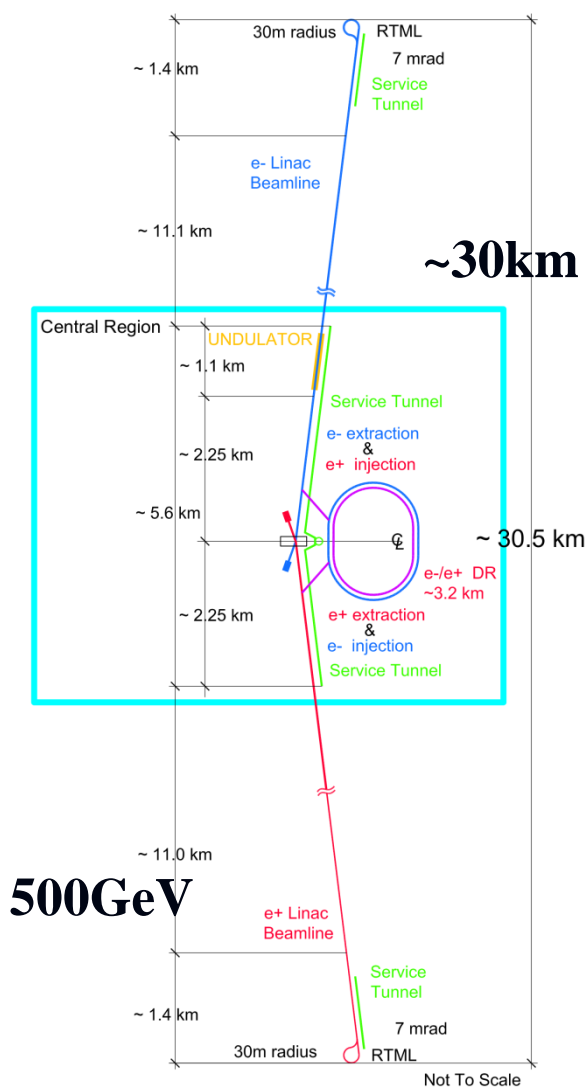 30m radius
RTML
~ 1.4 km
7 mrad
Service
Tunnel
e- Linac
Beamline
~ 11.1 km
~30km
Central Region
UNDULATOR
~ 1.1 km
Service Tunnel
e- extraction
&
e+ injection
~ 2.25 km
~ 5.6 km
CL
~ 30.5 km
e-/e+ DR
~3.2 km
~ 2.25 km
e+ extraction
&
e- injection
Service Tunnel
~ 11.0 km
500GeV
e+ Linac
Beamline
Service
Tunnel
~ 1.4 km
7 mrad
30m radius
RTML
Not To Scale